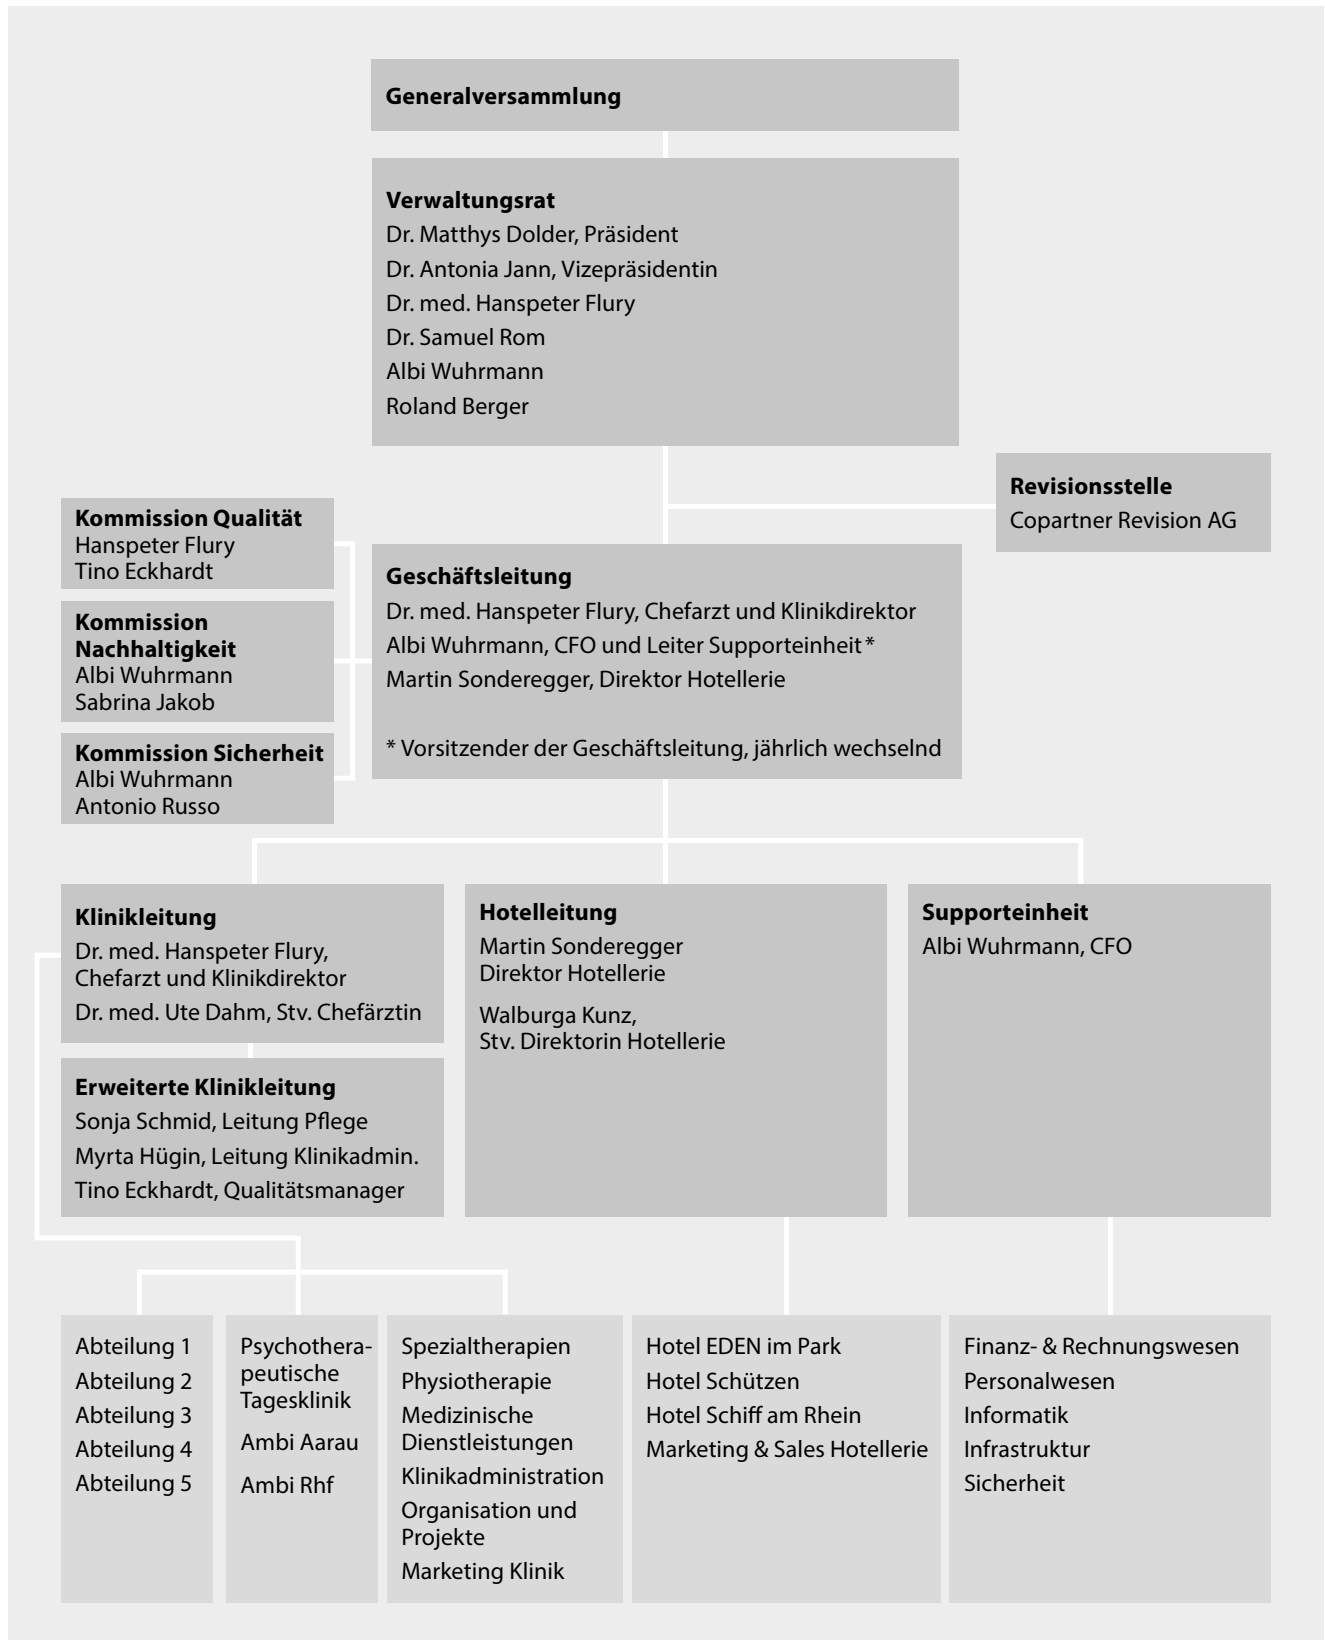 Generalversammlung
Verwaltungsrat
Dr. Matthys Dolder, Präsident
Dr. Antonia Jann, Vizepräsidentin
Dr. med. Hanspeter Flury
Dr. Samuel Rom
Albi Wuhrmann
Roland Berger
Revisionsstelle
Copartner Revision AG
Kommission Qualität
Hanspeter Flury
Tino Eckhardt
Kommission
Nachhaltigkeit
Albi Wuhrmann
Sabrina Jakob
Kommission Sicherheit
Albi Wuhrmann
Antonio Russo
Geschäftsleitung
Dr. med. Hanspeter Flury, Chefarzt und Klinikdirektor
Albi Wuhrmann, CFO und Leiter Supporteinheit *
Martin Sonderegger, Direktor Hotellerie
* Vorsitzender der Geschäftsleitung, jährlich wechselnd
Klinikleitung
Dr. med. Hanspeter Flury,
Chefarzt und Klinikdirektor
Dr. med. Ute Dahm, Stv. Chefärztin
Erweiterte Klinikleitung
Sonja Schmid, Leitung Pflege
Myrta Hügin, Leitung Klinikadmin.
Tino Eckhardt, Qualitätsmanager
Hotelleitung
Martin Sonderegger
Direktor Hotellerie
Walburga Kunz,
Stv. Direktorin Hotellerie
Supporteinheit
Albi Wuhrmann, CFO
Abteilung 1
Abteilung 2
Abteilung 3
Abteilung 4
Abteilung 5
Psychothera-
peutische
Tagesklinik
Ambi Aarau
Ambi Rhf
Spezialtherapien
Physiotherapie
Medizinische
Dienstleistungen
Klinikadministration
Organisation und
Projekte
Marketing Klinik
Hotel EDEN im Park
Hotel Schützen
Hotel Schiff am Rhein
Marketing & Sales Hotellerie
Finanz- & Rechnungswesen
Personalwesen
Informatik
Infrastruktur
Sicherheit